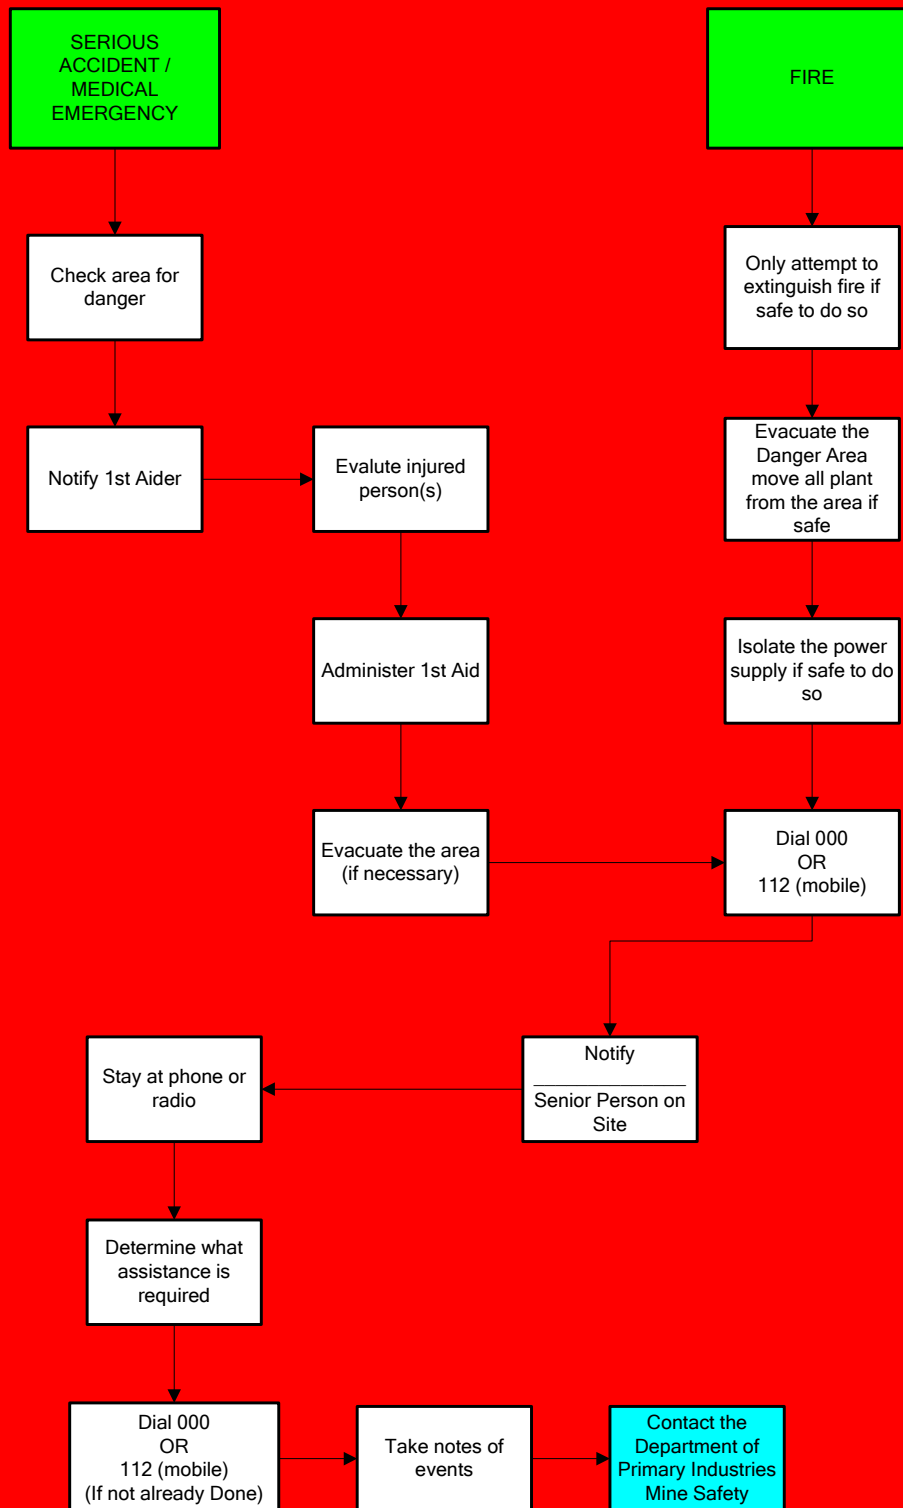 SERIOUS
ACCIDENT /
MEDICAL
EMERGENCY
FIRE
Check area for
danger
Only attempt to
extinguish fire if
safe to do so
Notify 1st Aider
Evalute injured
person(s)
Evacuate the
Danger Area
move all plant
from the area if
safe
Administer 1st Aid
Isolate the power
supply if safe to do
so
Evacuate the area
(if necessary)
Dial 000
OR
112 (mobile)
Notify
Senior Person on
Site
Stay at phone or
radio
Determine what
assistance is
required
Dial 000
OR
112 (mobile)
(If not already Done)
Take notes of
events
Contact the
Department of
Primary Industries
Mine Safety